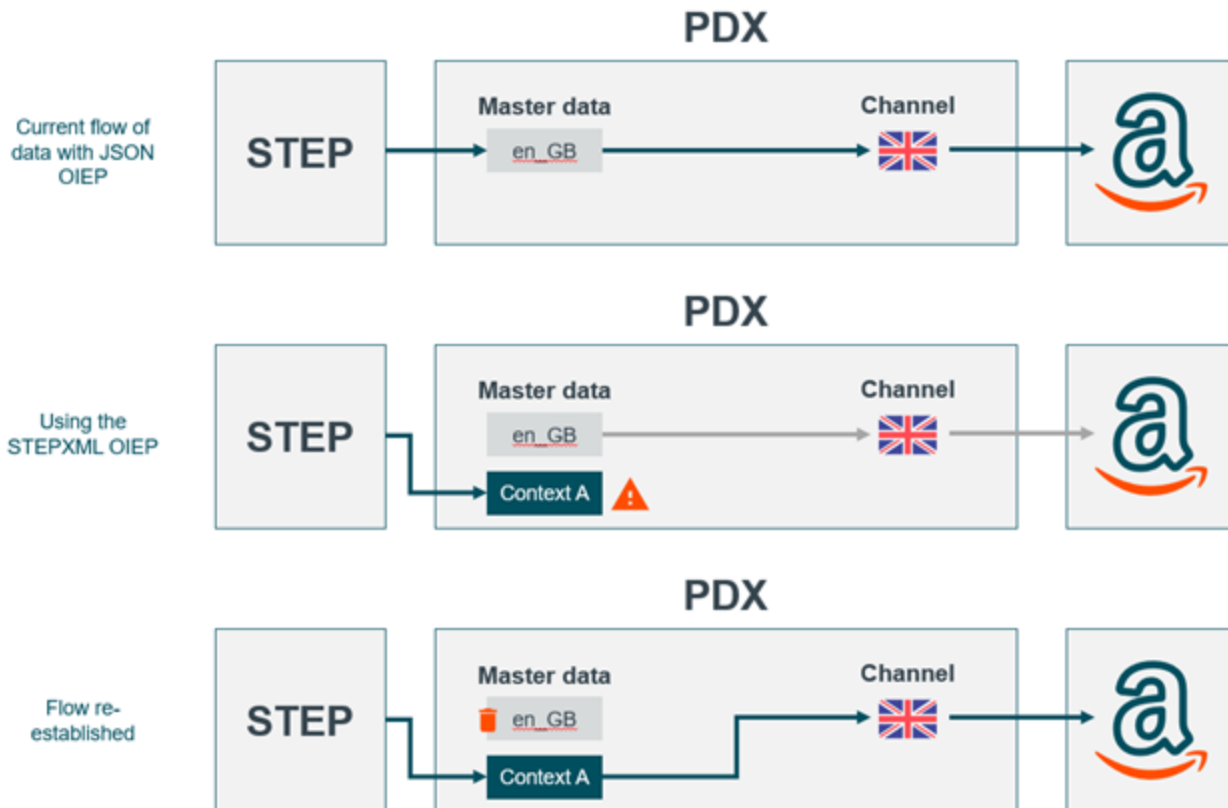 PDX
Current flow of
data with JSON
OIEP
STEP
Master data
en_GB
Channel
a
PDX
Using the
STEPXML OIEP
STEP
Master data
en_GB
Context A
Channel
a
PDX
Flow re-
established
STEP
Master data
en_GB
Context A
Channel
a